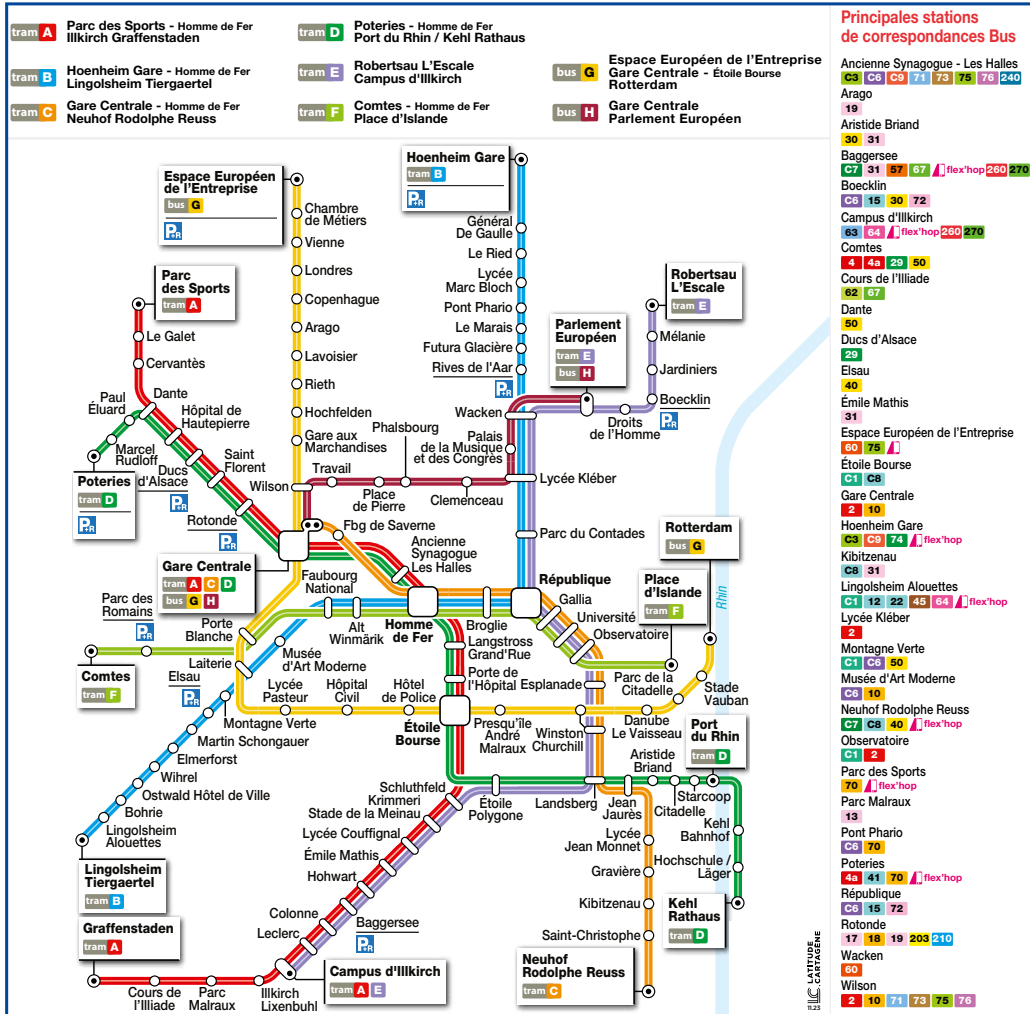 tram A Parc des Sports - Homme de Fer
Illkirch Graffenstaden
tram B Hoenheim Gare - Homme de Fer
Lingolsheim Tiergaertel
tram C Gare Centrale - Homme de Fer
Neuhof Rodolphe Reuss
tram D Poteries - Homme de Fer
Port du Rhin / Kehl Rathaus
tram E Robertsau L'Escale
Campus d'Illkirch
tram F Comtes - Homme de Fer
Place d'Islande
bus G Espace Européen de l'Entreprise
Gare Centrale - Étoile Bourse
Rotterdam
bus H Gare Centrale
Parlement Européen
Espace Européen
de l'Entreprise
bus G
P+R
Chambre
de Métiers
Vienne
Londres
Copenhague
Arago
Lavoisier
Rieth
Hochfelden
Gare aux
Marchandises
Wilson
Hoenheim Gare
tram B
P+R
Général
De Gaulle
Le Ried
Lycée
Marc Bloch
Pont Phario
Le Marais
Futura Glacière
Rives de l'Aar
P+R
Wacken
Palais
de la Musique
et des Congrès
Lycée Kléber
Parc du Contades
Parc
des Sports
tram A
Le Galet
Cervantès
Dante
Paul
Éluard
Marcel
Rudloff
Hôpital de
Hautepierre
Ducs
d'Alsace
P+R
Saint
Florent
Rotonde
P+R
Poteries
tram D
P+R
Parlement
Européen
tram E
bus H
Robertsau
L'Escale
tram E
Mélanie
Jardiniers
Boecklin
P+R
Droits
de l'Homme
Travail
Phalsbourg
Place
de Pierre
Clemenceau
Fbg de Saverne
Ancienne
Synagogue
Les Halles
Gare Centrale
tram A C D
bus G H
Faubourg
National
Parc des
Romains
P+R
Porte
Blanche
Comtes
tram F
Laiterie
Elsau
P+R
Musée
d'Art Moderne
Alt
Winmärik
Homme
de Fer
Broglie
République
Gallia
Université
Observatoire
Place
d'Islande
tram F
Rotterdam
bus G
Rhin
Langstross
Grand'Rue
Porte de
l'Hôpital
Esplanade
Parc de la
Citadelle
Stade
Vauban
Lycée
Pasteur
Hôpital
Civil
Hôtel
de Police
Étoile
Bourse
Presqu'île
André
Malraux
Winston
Churchill
Danube
Le Vaisseau
Port
du Rhin
tram D
Montagne Verte
Martin Schongauer
Elmerforst
Wihrel
Ostwald Hôtel de Ville
Bohrie
Lingolsheim
Alouettes
Lingolsheim
Tiergaertel
tram B
Schluthfeld
Krimmeri
Stade de la Meinau
Lycée Couffignal
Émile Mathis
Hohwart
Baggersee
P+R
Colonne
Leclerc
Étoile
Polygone
Landsberg
Jean
Jaurès
Aristide
Briand
Citadelle
Starcoop
Kehl
Bahnhof
Hochschule /
Läger
Kehl
Rathaus
tram D
Lycée
Jean Monnet
Gravière
Kibitzenau
Saint-Christophe
Neuhof
Rodolphe Reuss
tram C
Graffenstaden
tram A
Cours de
l'Illiade
Parc
Malraux
Illkirch
Lixenbuhl
Campus d'Illkirch
tram A E
LATITUDE
CARTAGÈNE
11.23
Principales stations
de correspondances Bus
Ancienne Synagogue - Les Halles
C3 C6 C9 71 73 75 76 240
Arago
19
Aristide Briand
30 31
Baggersee
C7 31 57 67 flex'hop 260 270
Boecklin
C6 15 30 72
Campus d'Illkirch
63 64 flex'hop 260 270
Comtes
4 4a 29 50
Cours de l'Illiade
62 67
Dante
50
Ducs d'Alsace
29
Elsau
40
Émile Mathis
31
Espace Européen de l'Entreprise
60 75
Étoile Bourse
C1 C8
Gare Centrale
2 10
Hoenheim Gare
C3 C9 74 flex'hop
Kibitzenau
C8 31
Lingolsheim Alouettes
C1 12 22 45 64 flex'hop
Lycée Kléber
2
Montagne Verte
C1 C6 50
Musée d'Art Moderne
C6 10
Neuhof Rodolphe Reuss
C7 C8 40 flex'hop
Observatoire
C1 2
Parc des Sports
70 flex'hop
Parc Malraux
13
Pont Phario
C6 70
Poteries
4a 41 70 flex'hop
République
C6 15 72
Rotonde
17 18 19 203 210
Wacken
60
Wilson
2 10 71 73 75 76